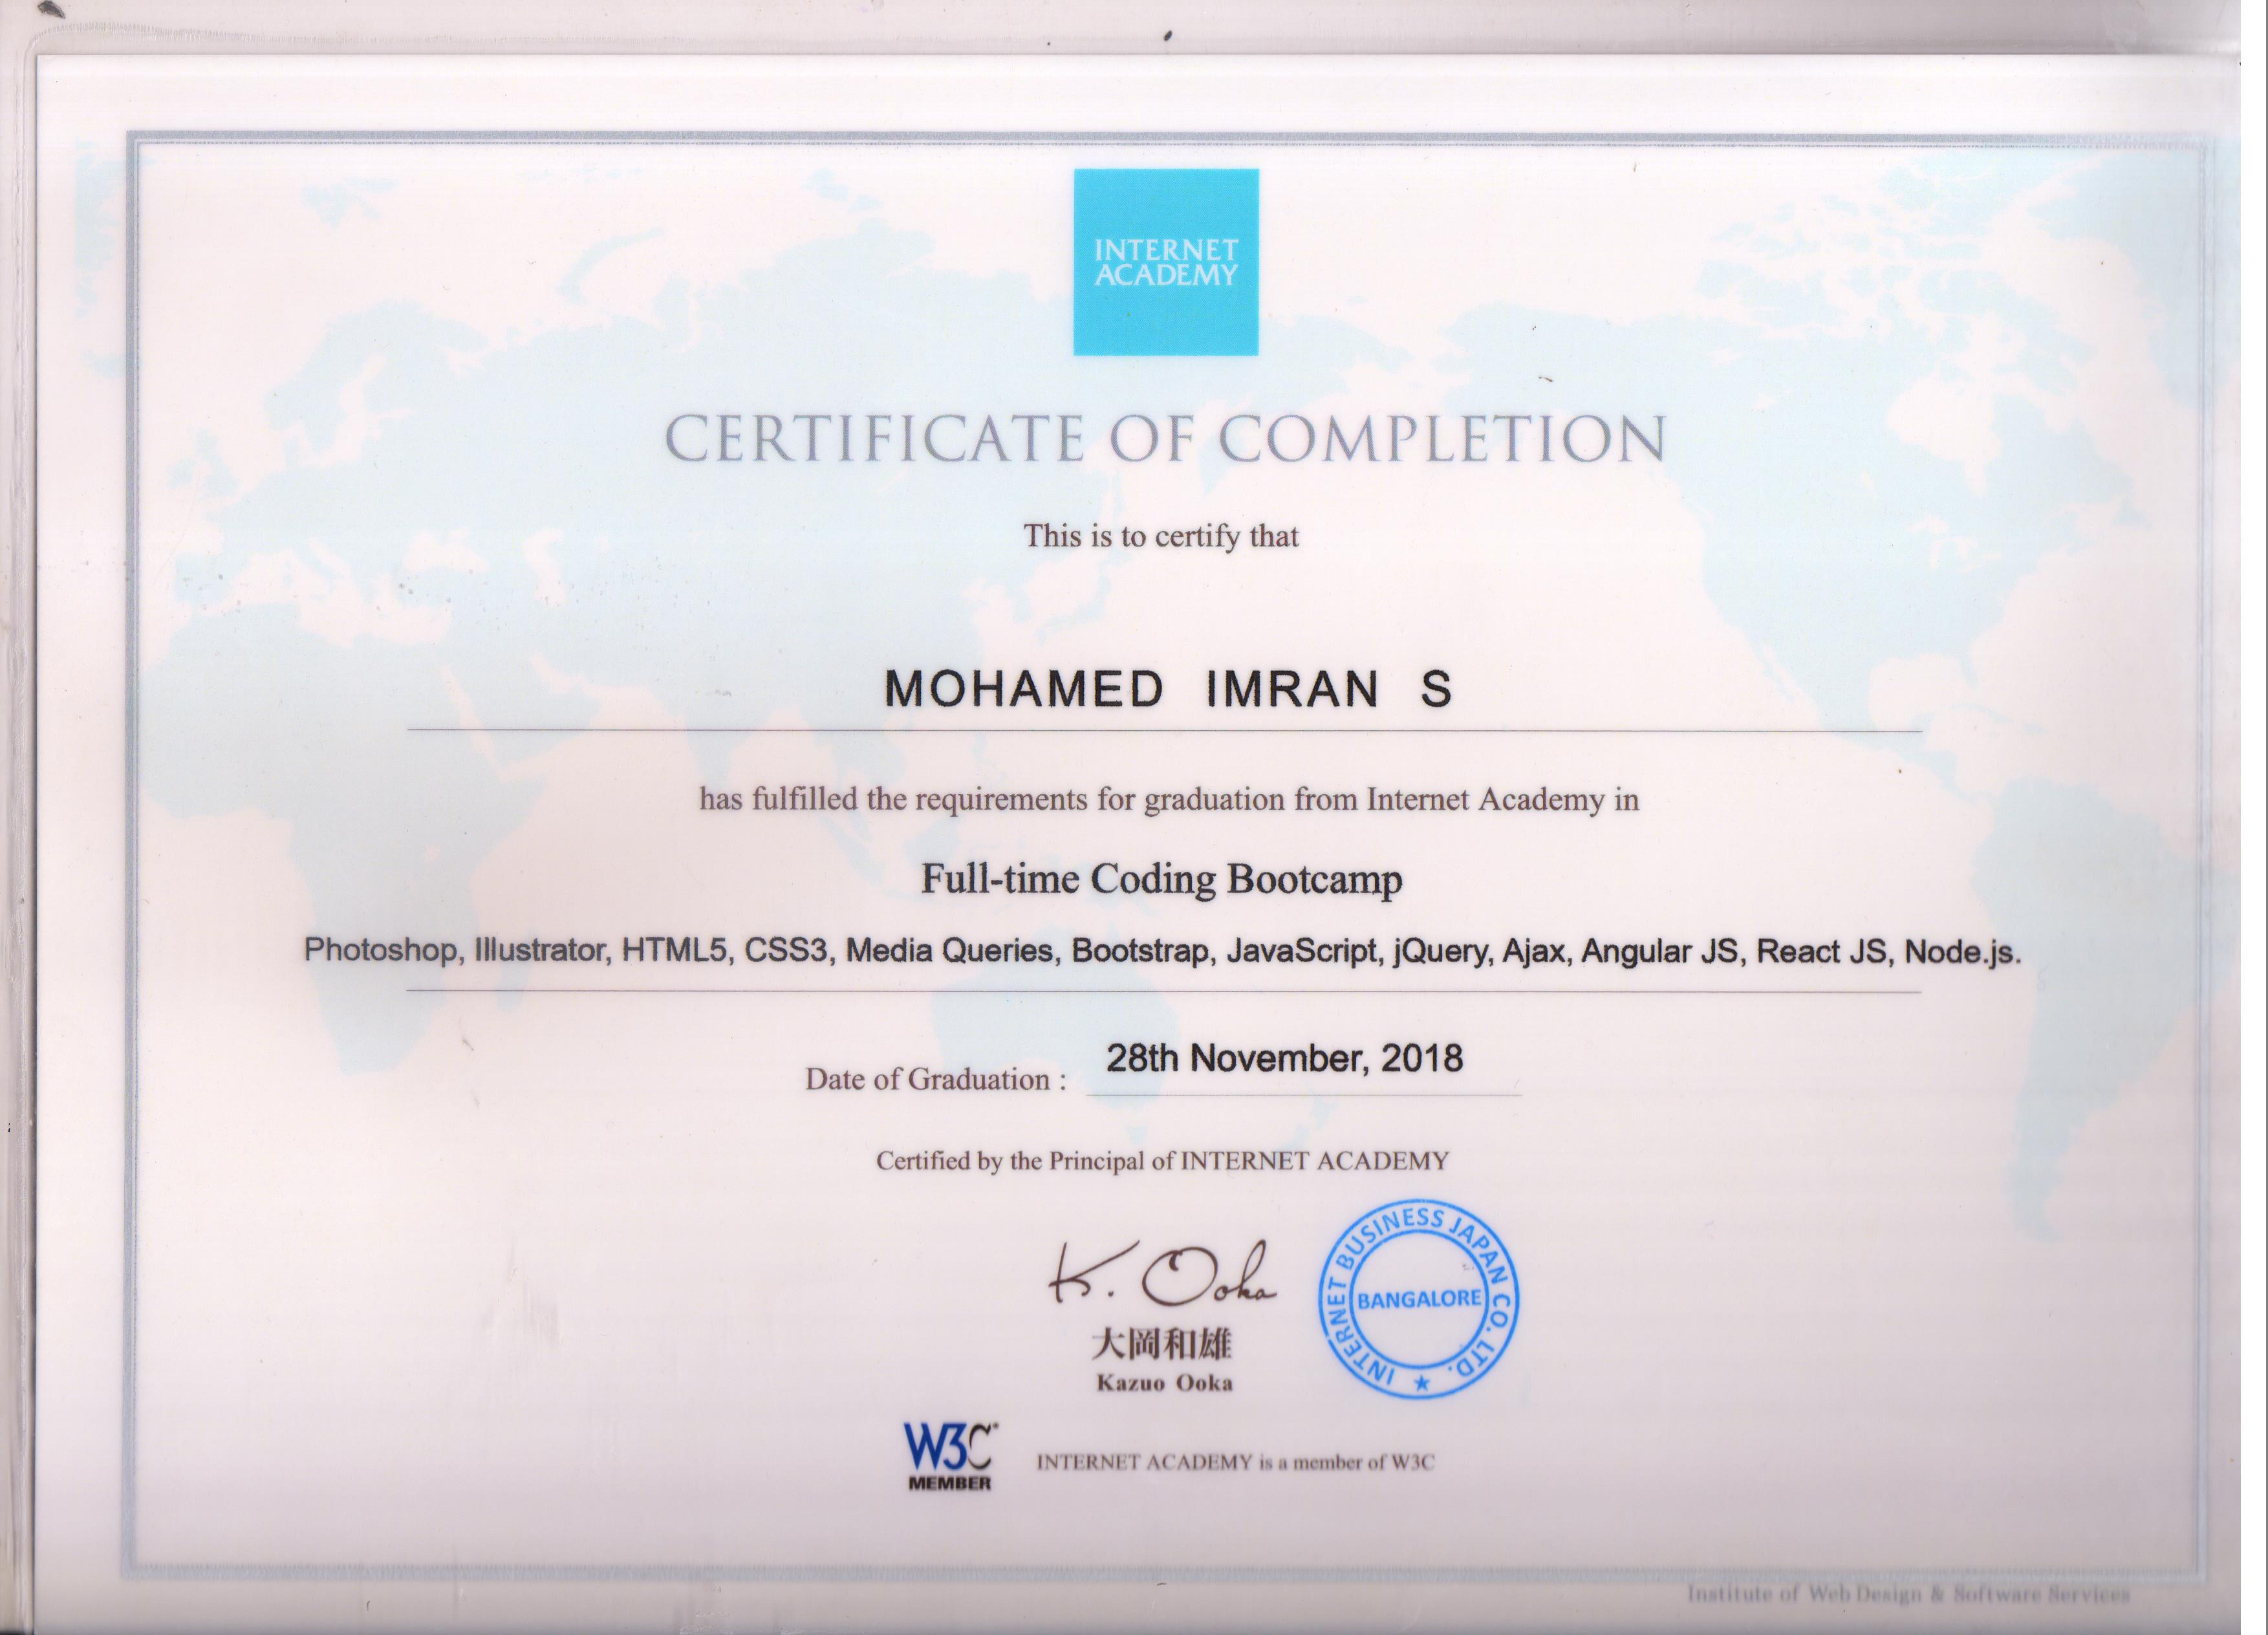 INTERNET
ACADEMY
CERTIFICATE OF COMPLETION
This is to certify that
MOHAMED IMRAN S
has fulfilled the requirements for graduation from Internet Academy in
Full-time Coding Bootcamp
Photoshop, Illustrator, HTML5, CSS3, Media Queries, Bootstrap, JavaScript, jQuery, Ajax, Angular JS, React JS, Node.js.
Date of Graduation : 28th November, 2018
Certified by the Principal of INTERNET ACADEMY
K. Ooka
大岡和雄
Kazuo Ooka
INTERNET BUSINESS JAPAN CO. LTD.
BANGALORE
W3C
MEMBER
INTERNET ACADEMY is a member of W3C
Institute of Web Design & Software Services